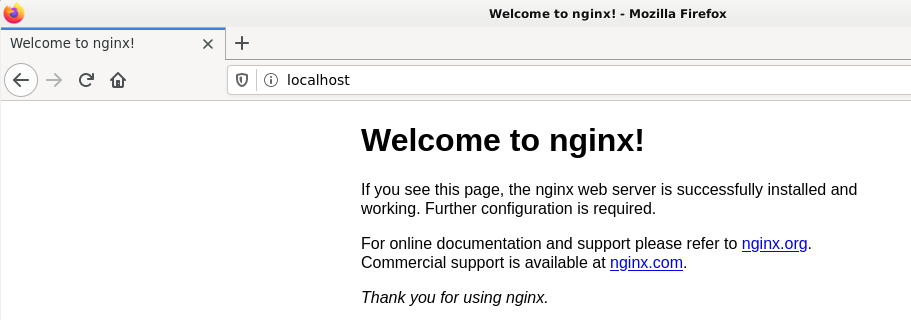 Welcome to nginx! - Mozilla Firefox
Welcome to nginx!
localhost
Welcome to nginx!
If you see this page, the nginx web server is successfully installed and
working. Further configuration is required.
For online documentation and support please refer to nginx.org.
Commercial support is available at nginx.com.
Thank you for using nginx.